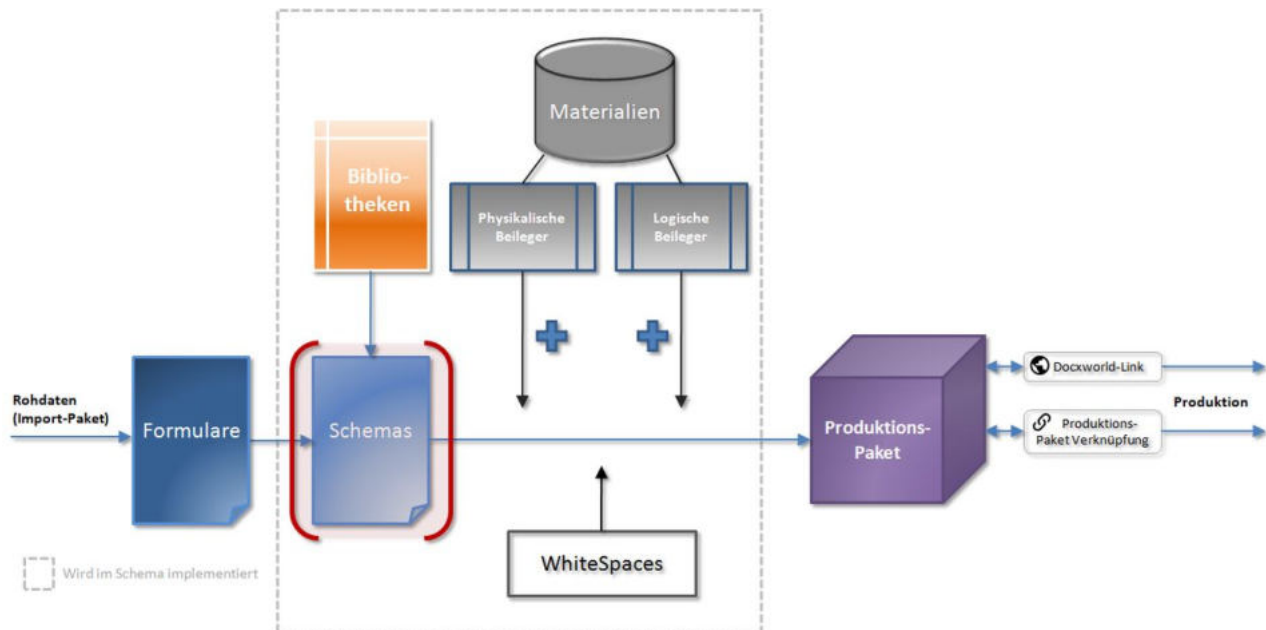 Materialien
Biblio-
theken
Physikalische
Beileger
Logische
Beileger
Rohdaten
(Import-Paket)
Formulare
Schemas
Produktions-
Paket
Docxworld-Link
Produktion
Produktions-
Paket Verknüpfung
WhiteSpaces
Wird im Schema implementiert